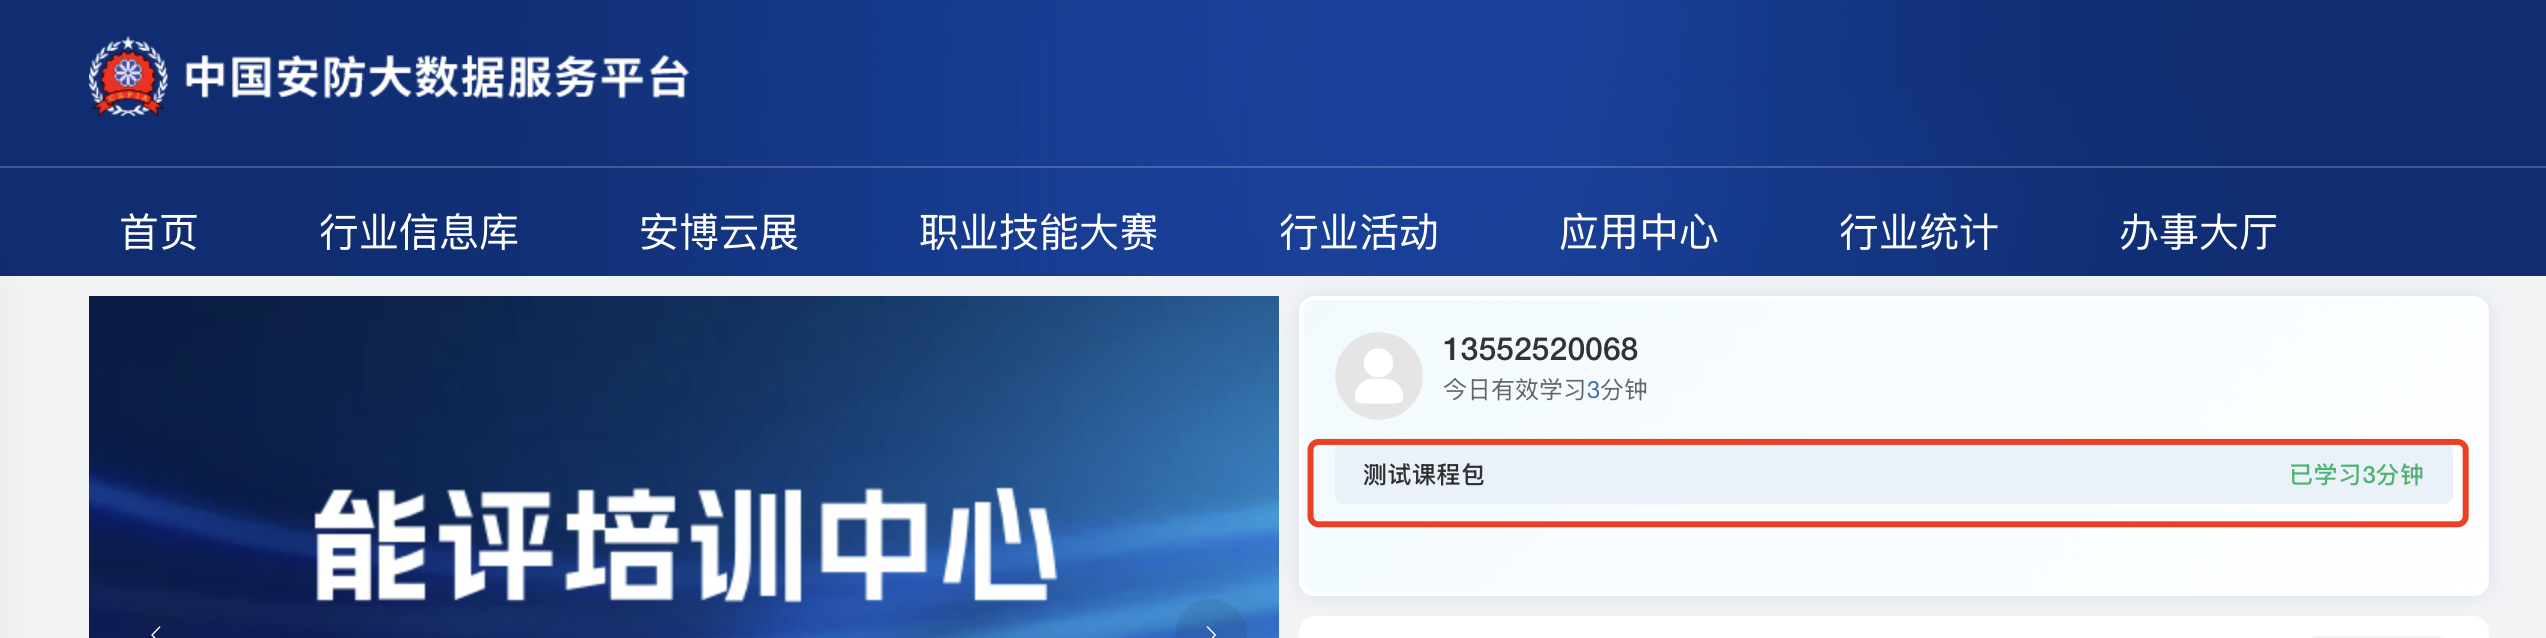 中国安防大数据服务平台
首页 行业信息库 安博云展 职业技能大赛 行业活动 应用中心 行业统计 办事大厅
能评培训中心
13552520068
今日有效学习3分钟
测试课程包 已学习3分钟